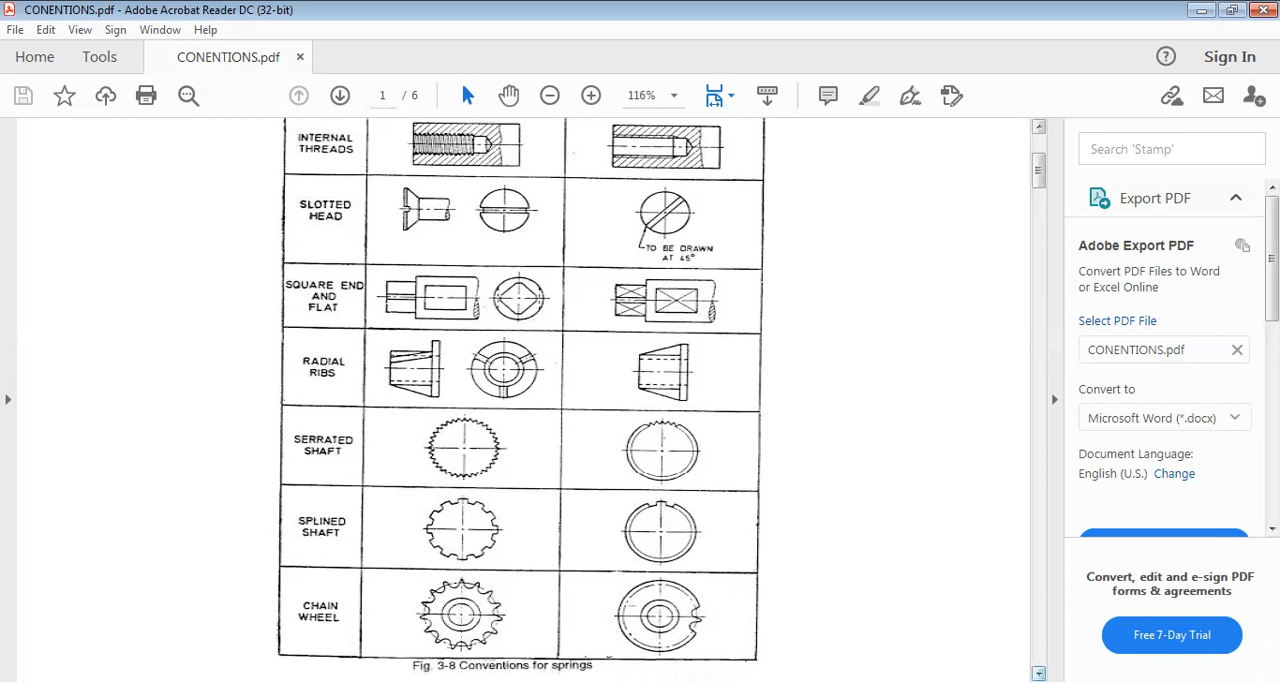 CONENTIONS.pdf - Adobe Acrobat Reader DC (32-bit)
File Edit View Sign Window Help
Home Tools CONENTIONS.pdf × ? Sign In
1 / 6 116%
INTERNAL
THREADS
SLOTTED
HEAD
TO BE DRAWN
AT 45°
SQUARE END
AND
FLAT
RADIAL
RIBS
SERRATED
SHAFT
SPLINED
SHAFT
CHAIN
WHEEL
Fig. 3-8 Conventions for springs
Search 'Stamp'
Export PDF
Adobe Export PDF
Convert PDF Files to Word
or Excel Online
Select PDF File
CONENTIONS.pdf
Convert to
Microsoft Word (*.docx)
Document Language:
English (U.S.) Change
Convert, edit and e-sign PDF
forms & agreements
Free 7-Day Trial